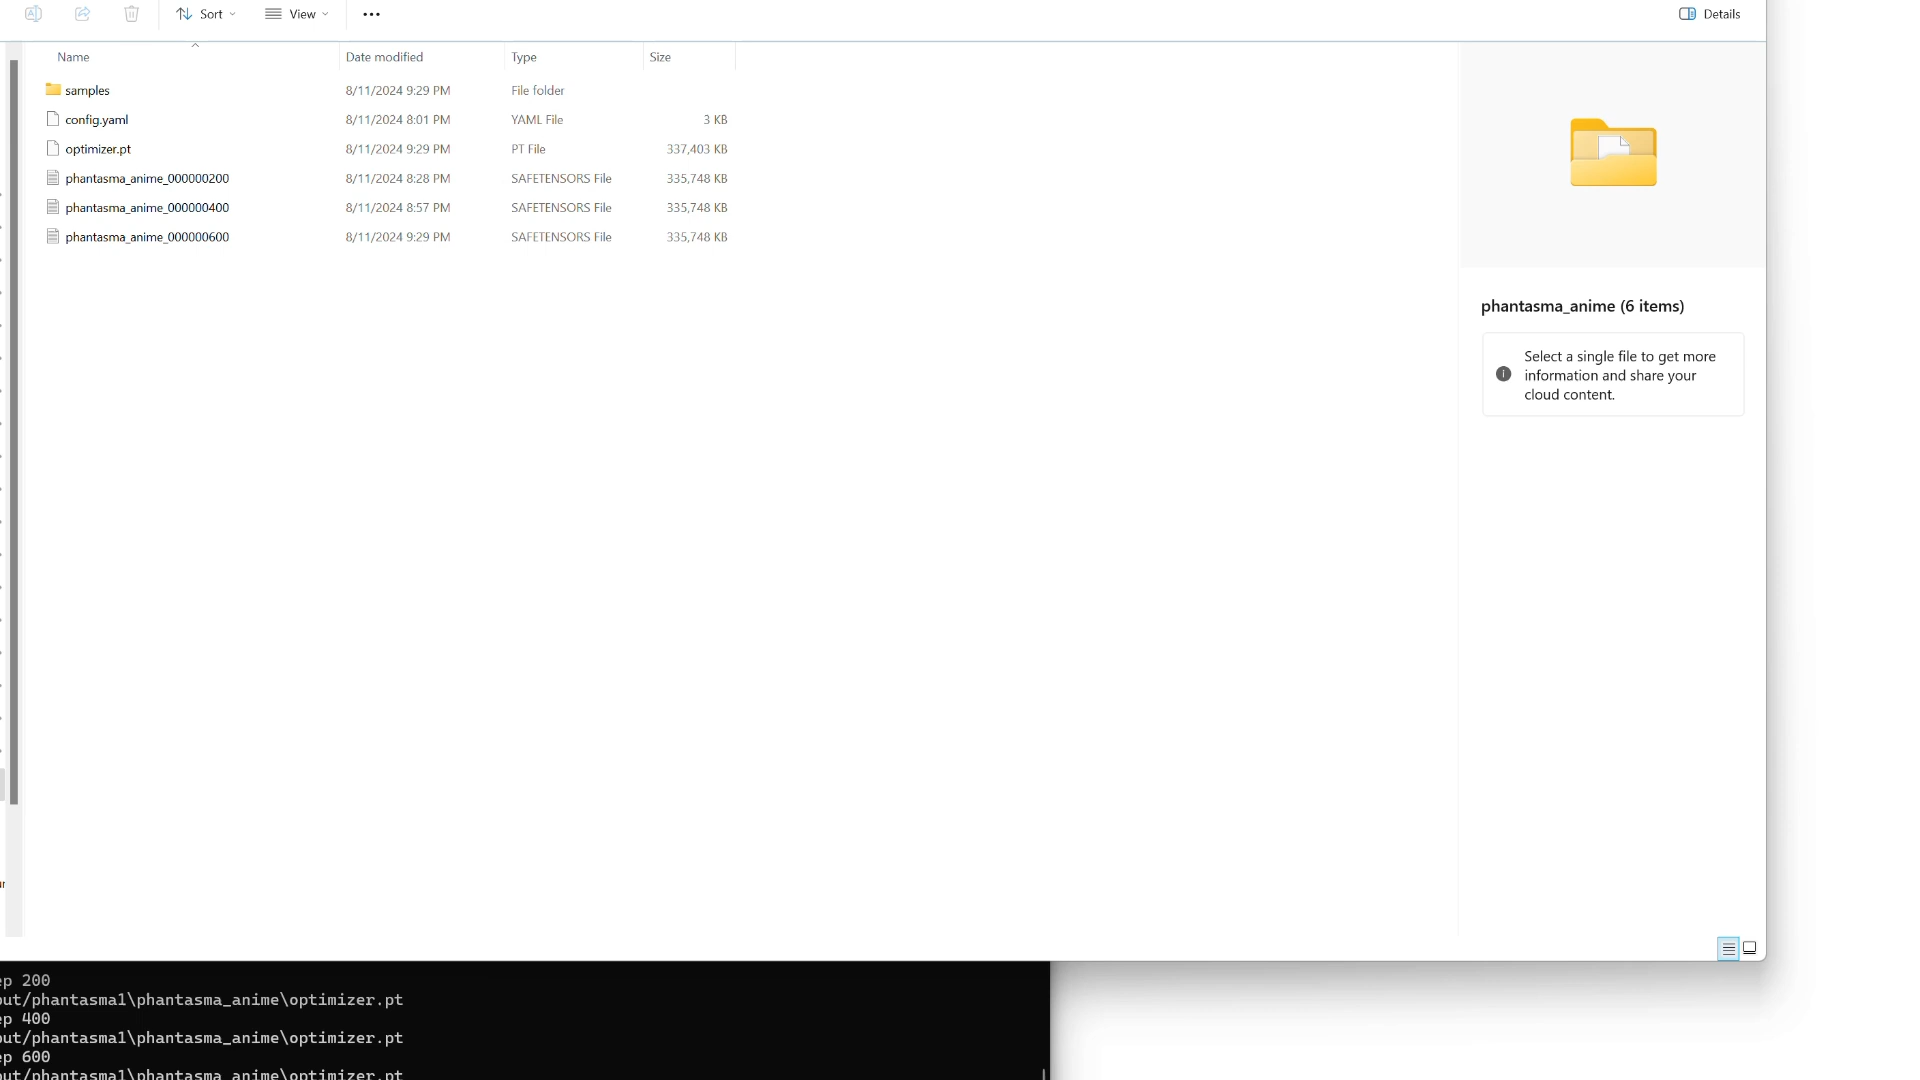 Sort View ••• Details
Name Date modified Type Size
samples 8/11/2024 9:29 PM File folder
config.yaml 8/11/2024 8:01 PM YAML File 3 KB
optimizer.pt 8/11/2024 9:29 PM PT File 337,403 KB
phantasma_anime_000000200 8/11/2024 8:28 PM SAFETENSORS File 335,748 KB
phantasma_anime_000000400 8/11/2024 8:57 PM SAFETENSORS File 335,748 KB
phantasma_anime_000000600 8/11/2024 9:29 PM SAFETENSORS File 335,748 KB
phantasma_anime (6 items)
Select a single file to get more
information and share your
cloud content.
ep 200
out/phantasma1\phantasma_anime\optimizer.pt
ep 400
out/phantasma1\phantasma_anime\optimizer.pt
ep 600
out/phantasma1\phantasma_anime\optimizer.pt